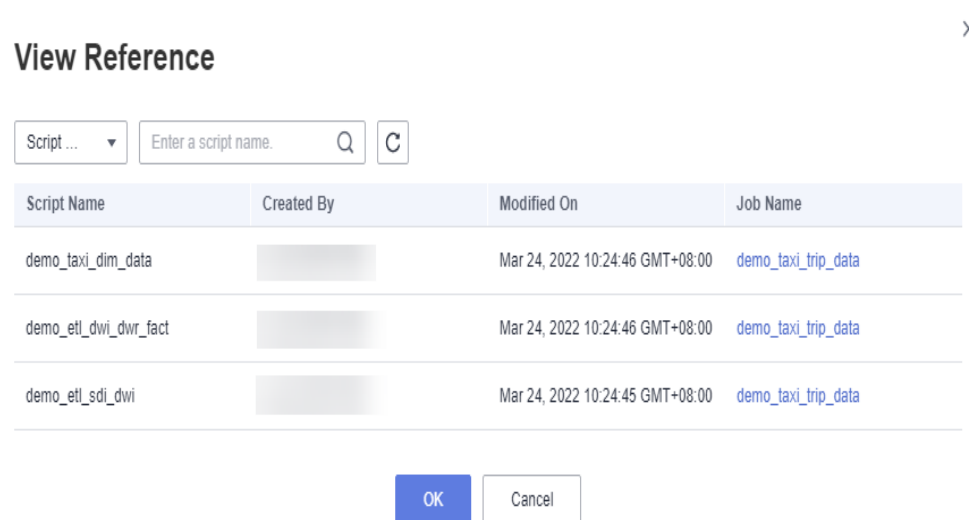 View Reference
Script ... Enter a script name.
Script Name Created By Modified On Job Name
demo_taxi_dim_data Mar 24, 2022 10:24:46 GMT+08:00 demo_taxi_trip_data
demo_etl_dwi_dwr_fact Mar 24, 2022 10:24:46 GMT+08:00 demo_taxi_trip_data
demo_etl_sdi_dwi Mar 24, 2022 10:24:45 GMT+08:00 demo_taxi_trip_data
OK Cancel